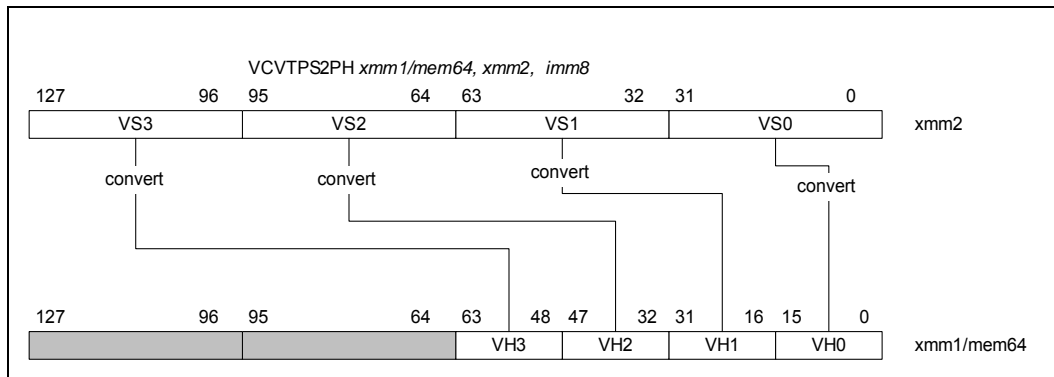 VCVTPS2PH xmm1/mem64, xmm2, imm8
127 96 95 64 63 32 31 0
VS3 VS2 VS1 VS0 xmm2
convert convert convert convert
127 96 95 64 63 48 47 32 31 16 15 0
VH3 VH2 VH1 VH0 xmm1/mem64